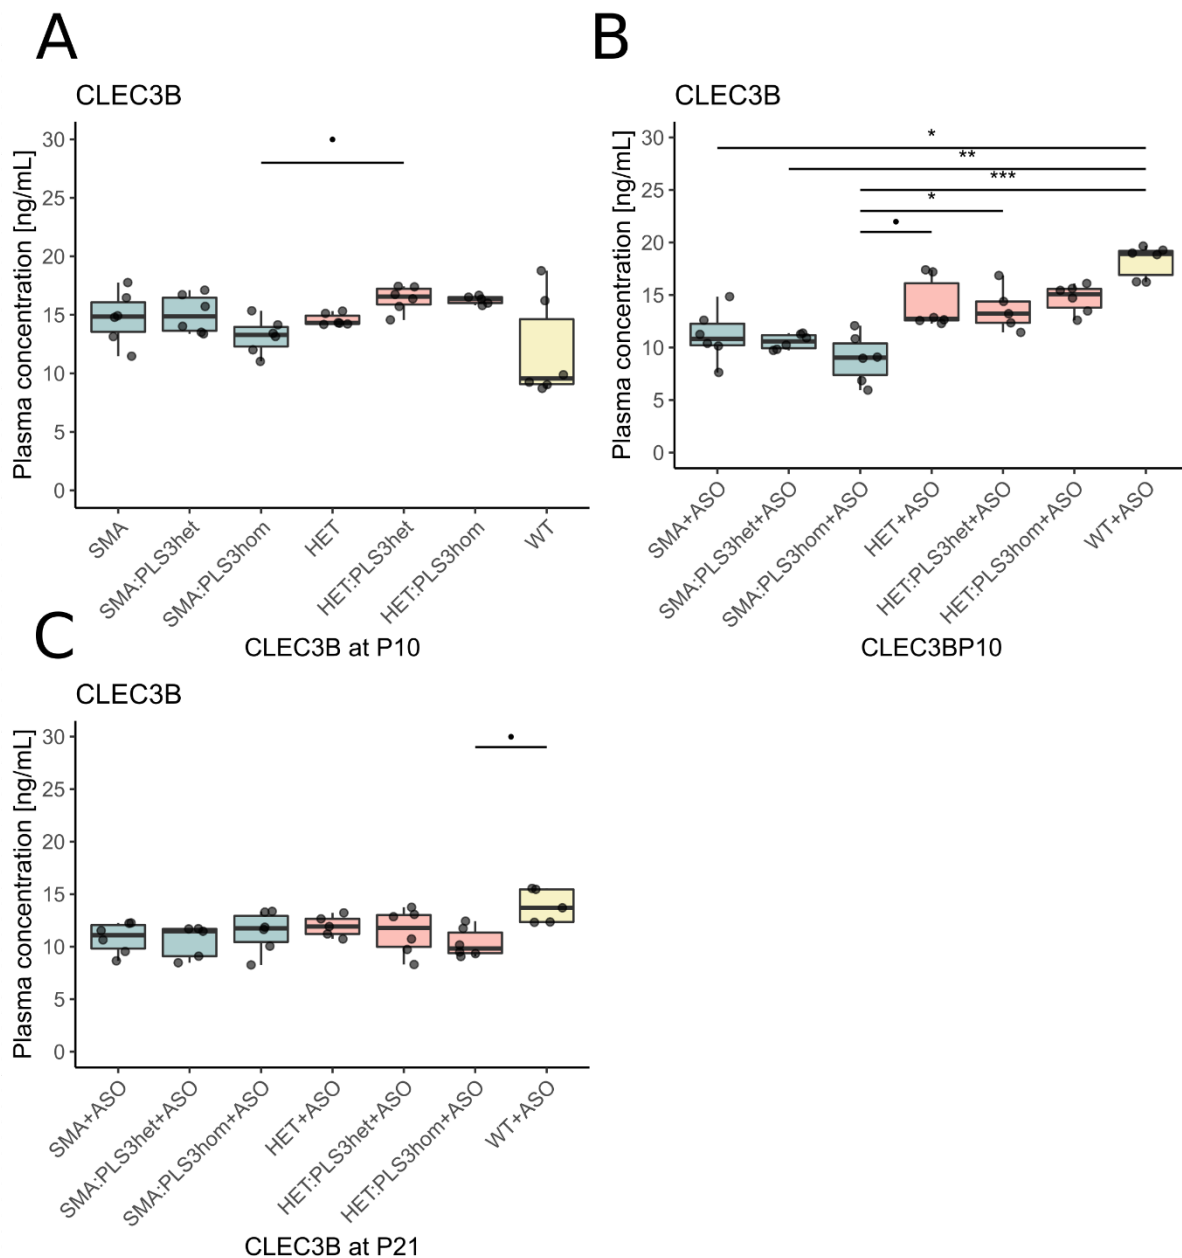 A
CLEC3B
Plasma concentration [ng/mL]
30
25
20
15
10
5
0
•
SMA
SMA:PLS3het
SMA:PLS3hom
HET
HET:PLS3het
HET:PLS3hom
WT
CLEC3B at P10
B
CLEC3B
Plasma concentration [ng/mL]
30
25
20
15
10
5
0
*
**
***
*
•
SMA+ASO
SMA:PLS3het+ASO
SMA:PLS3hom+ASO
HET+ASO
HET:PLS3het+ASO
HET:PLS3hom+ASO
WT+ASO
CLEC3BP10
C
CLEC3B
Plasma concentration [ng/mL]
30
25
20
15
10
5
0
•
SMA+ASO
SMA:PLS3het+ASO
SMA:PLS3hom+ASO
HET+ASO
HET:PLS3het+ASO
HET:PLS3hom+ASO
WT+ASO
CLEC3B at P21